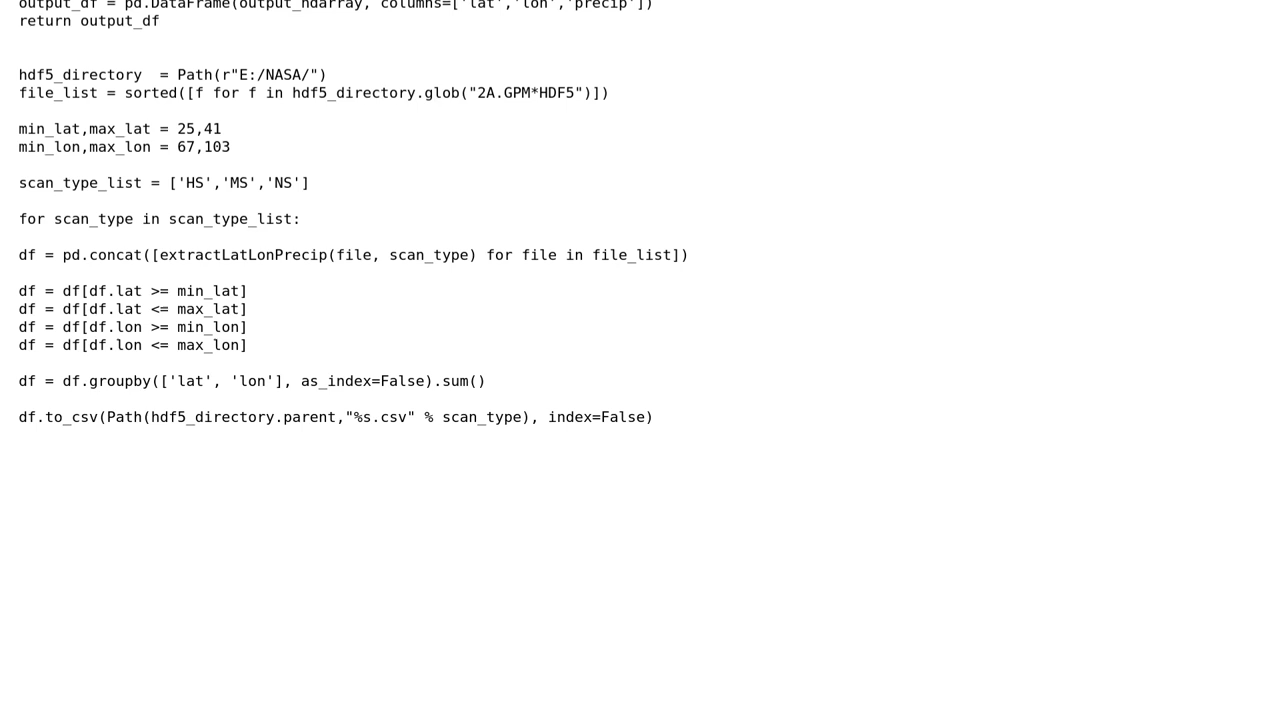 output_df = pd.DataFrame(output_ndarray, columns=['lat','lon','precip'])
return output_df
hdf5_directory  = Path(r"E:/NASA/")
file_list = sorted([f for f in hdf5_directory.glob("2A.GPM*HDF5")])
min_lat,max_lat = 25,41
min_lon,max_lon = 67,103
scan_type_list = ['HS','MS','NS']
for scan_type in scan_type_list:
df = pd.concat([extractLatLonPrecip(file, scan_type) for file in file_list])
df = df[df.lat >= min_lat]
df = df[df.lat <= max_lat]
df = df[df.lon >= min_lon]
df = df[df.lon <= max_lon]
df = df.groupby(['lat', 'lon'], as_index=False).sum()
df.to_csv(Path(hdf5_directory.parent,"%s.csv" % scan_type), index=False)